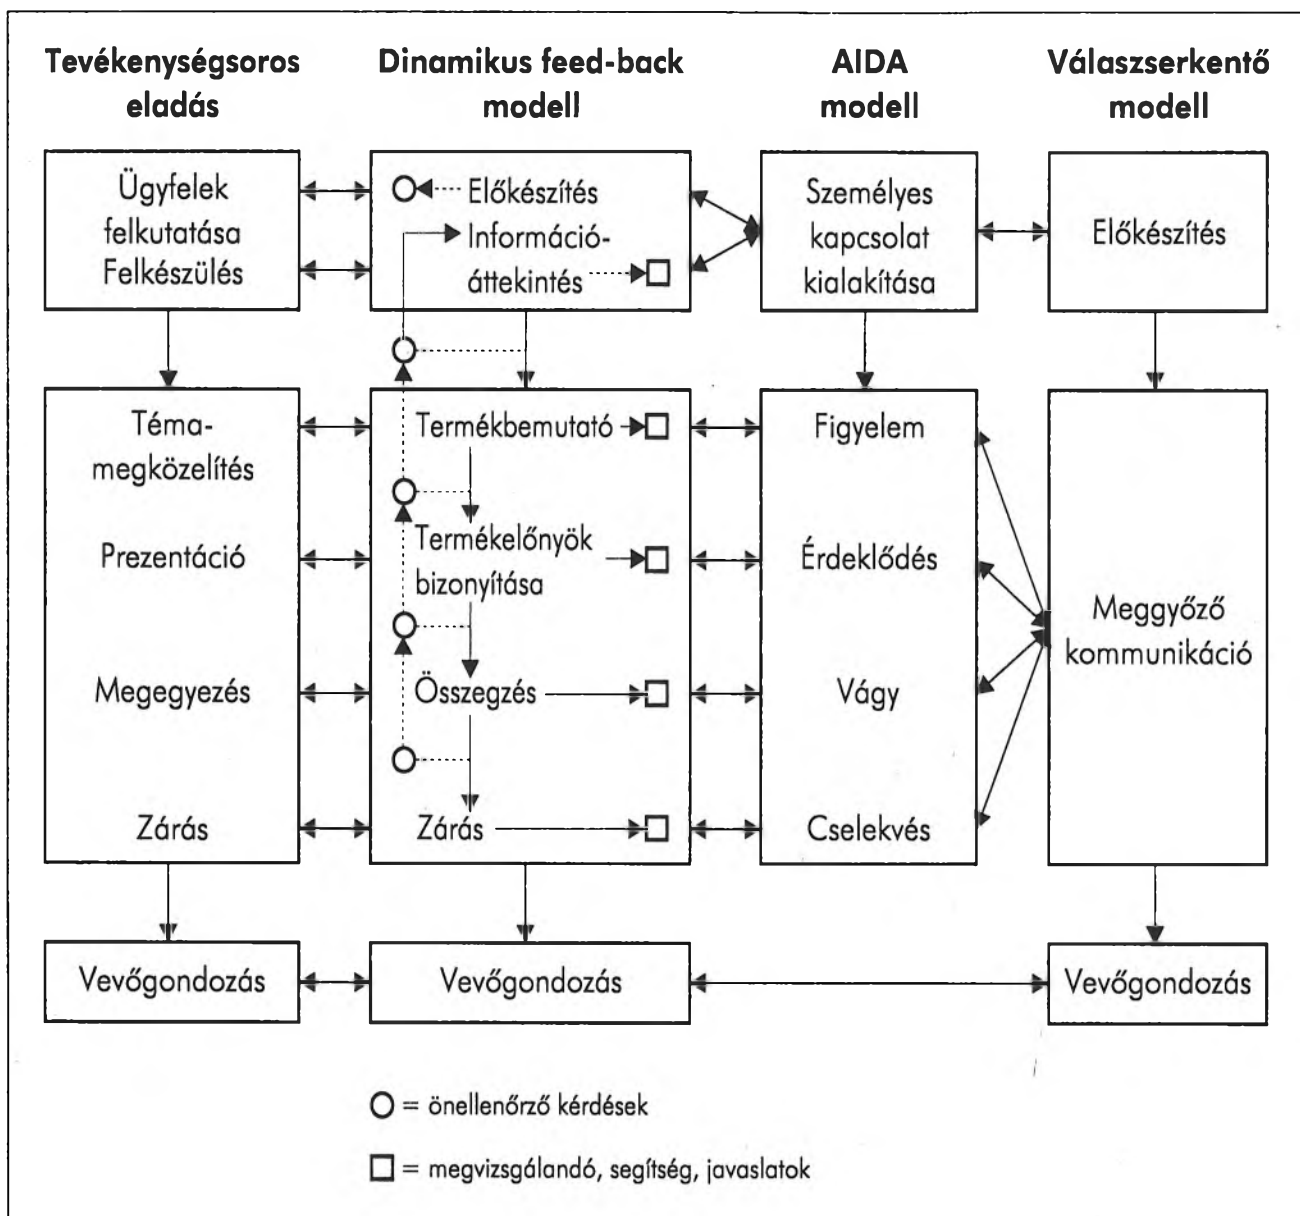 Tevékenységsoros
eladás
Dinamikus feed-back
modell
AIDA
modell
Válaszserkentő
modell
Ügyfelek
felkutatása
Felkészülés
Előkészítés
Információ-
áttekintés
Személyes
kapcsolat
kialakítása
Előkészítés
Téma-
megközelítés
Prezentáció
Megegyezés
Zárás
Termékbemutató
Termékelőnyök
bizonyítása
Összegzés
Zárás
Figyelem
Érdeklődés
Vágy
Cselekvés
Meggyőző
kommunikáció
Vevőgondozás
Vevőgondozás
Vevőgondozás
= önellenőrző kérdések
= megvizsgálandó, segítség, javaslatok